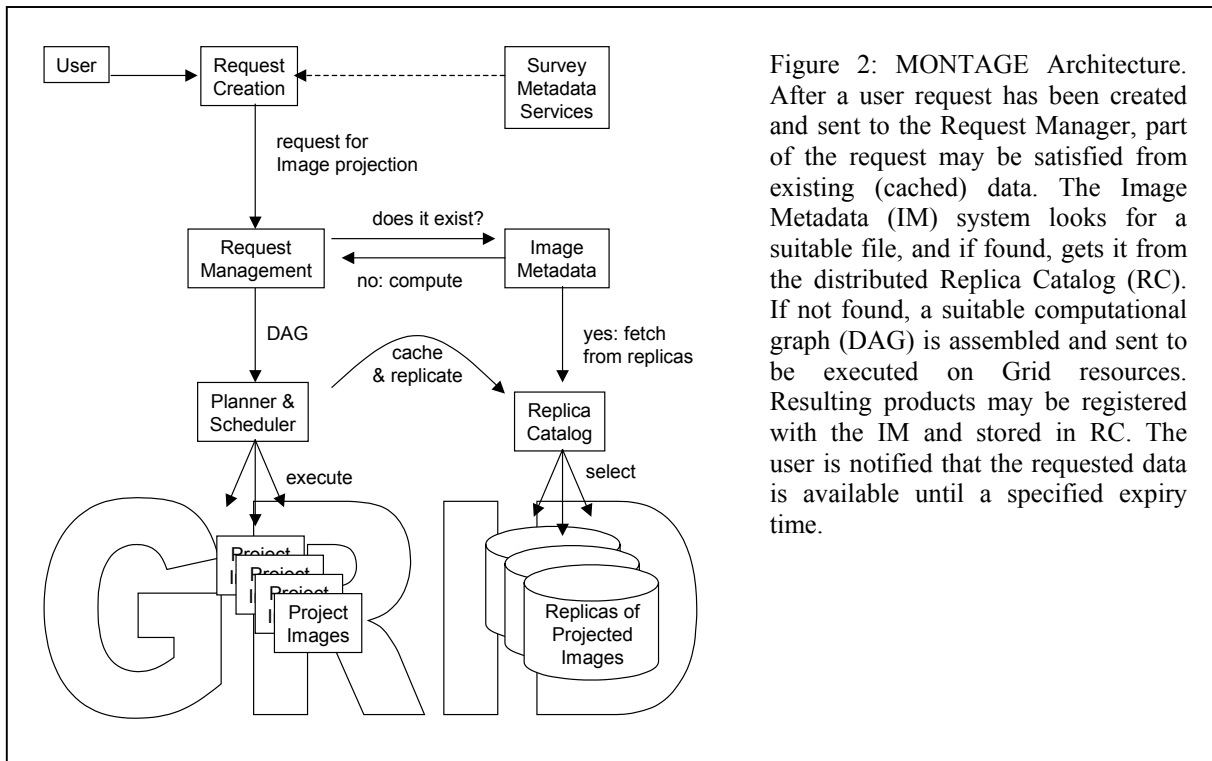 User
Request
Creation
Survey
Metadata
Services
request for
Image projection
does it exist?
Request
Management
Image
Metadata
no: compute
DAG
yes: fetch
from replicas
cache
& replicate
Planner &
Scheduler
Replica
Catalog
execute
select
GRID
Project
Project
Project
Project
Images
Replicas of
Projected
Images
Figure 2: MONTAGE Architecture.
After a user request has been created
and sent to the Request Manager, part
of the request may be satisfied from
existing (cached) data. The Image
Metadata (IM) system looks for a
suitable file, and if found, gets it from
the distributed Replica Catalog (RC).
If not found, a suitable computational
graph (DAG) is assembled and sent to
be executed on Grid resources.
Resulting products may be registered
with the IM and stored in RC. The
user is notified that the requested data
is available until a specified expiry
time.